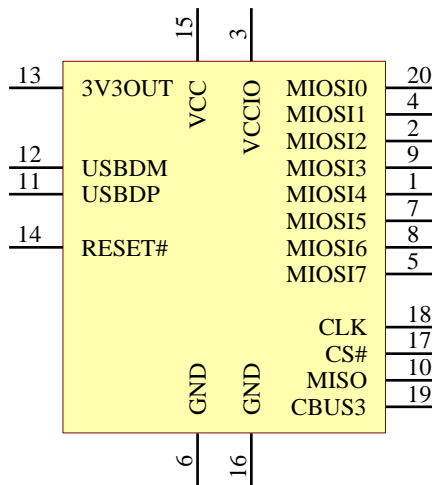 15 3
13 3V3OUT VCC VCCIO MIOSI0 20
MIOSI1 4
MIOSI2 2
12 USBDM MIOSI3 9
11 USBDP MIOSI4 1
MIOSI5 7
14 RESET# MIOSI6 8
MIOSI7 5
CLK 18
CS# 17
GND GND MISO 10
CBUS3 19
6 16